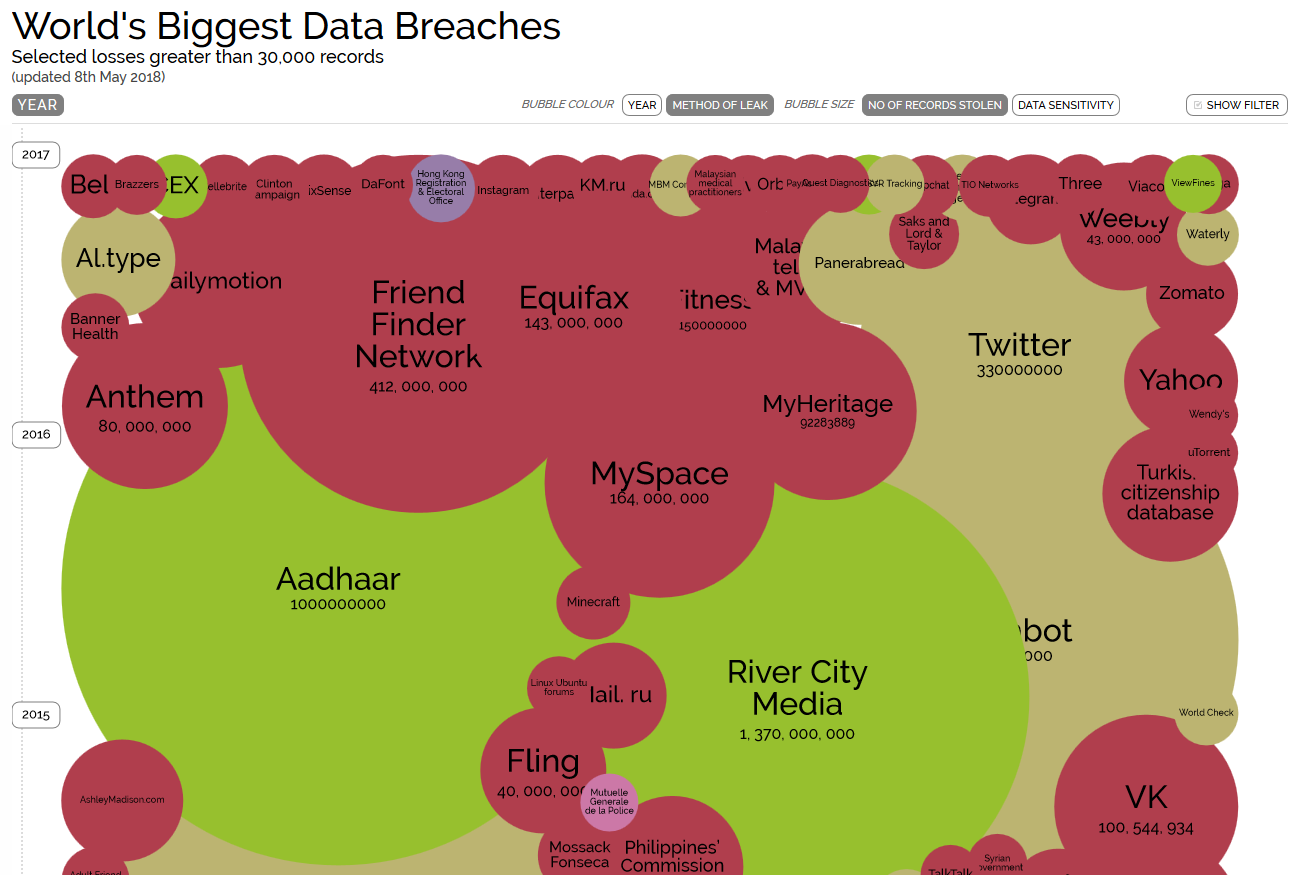 World's Biggest Data Breaches
Selected losses greater than 30,000 records
(updated 8th May 2018)
YEAR
BUBBLE COLOUR
YEAR
METHOD OF LEAK
BUBBLE SIZE
NO OF RECORDS STOLEN
DATA SENSITIVITY
SHOW FILTER
2017
Bel
Brazzers
EX
ellebrite
Clinton
ampaign
ixSense
DaFont
Hong Kong
Registration
& Electoral
Office
Instagram
terpa
KM.ru
da.c
MBM Co
Malaysian
medical
practitioners
Orb
Quest Diagnostics
VR Tracking
pchat
TIO Networks
egra
Three
Viaco
ViewFines
a
Al.type
ailymotion
Friend
Finder
Network
412, 000, 000
Equifax
143, 000, 000
itness
150000000
Mala
tel
& MV
Panerabread
Saks and
Lord &
Taylor
Weebly
43, 000, 000
Waterly
Zomato
Banner
Health
Twitter
330000000
Anthem
80, 000, 000
MyHeritage
92283889
Yahoo
Wendy's
2016
uTorrent
MySpace
164, 000, 000
Turkis
citizenship
database
Aadhaar
1000000000
Minecraft
bot
000
River City
Media
1, 370, 000, 000
Linux Ubuntu
forums
ail. ru
2015
World Check
Fling
40, 000, 000
Mutuelle
Generale
de la Police
AshleyMadison.com
VK
100, 544, 934
Mossack
Fonseca
Philippines'
Commission
Syrian
overnment
TalkTalk
Adult Friend